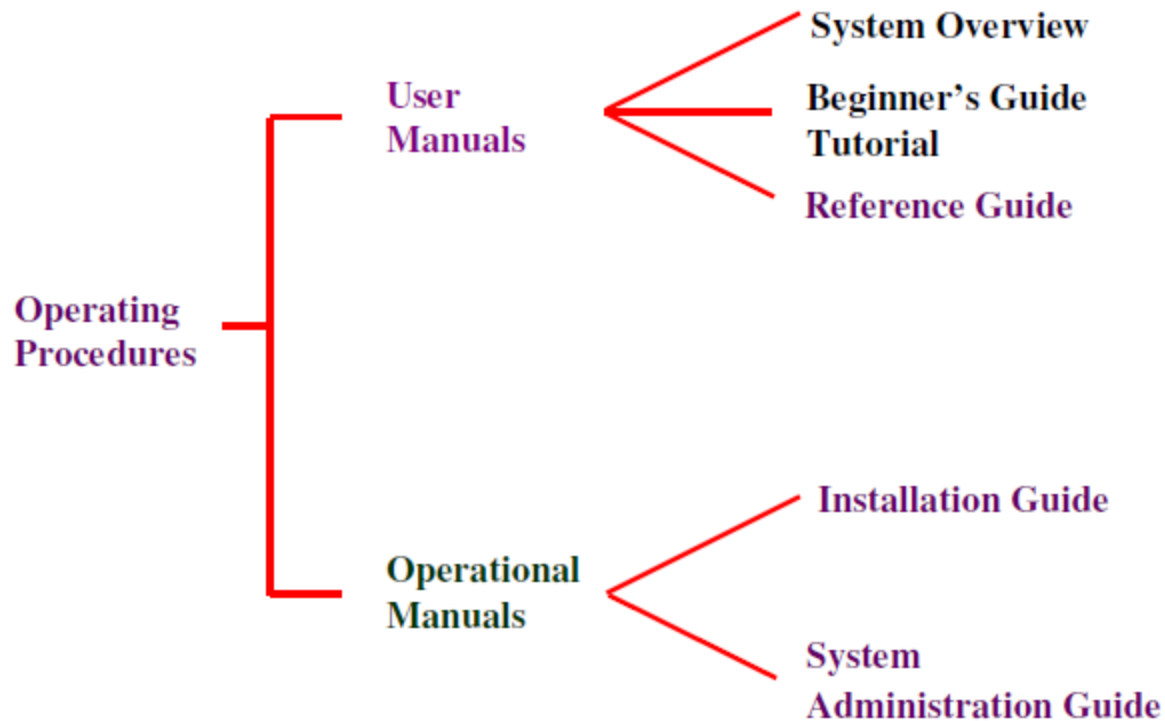 System Overview
User
Manuals
Beginner’s Guide
Tutorial
Reference Guide
Operating
Procedures
Installation Guide
Operational
Manuals
System
Administration Guide